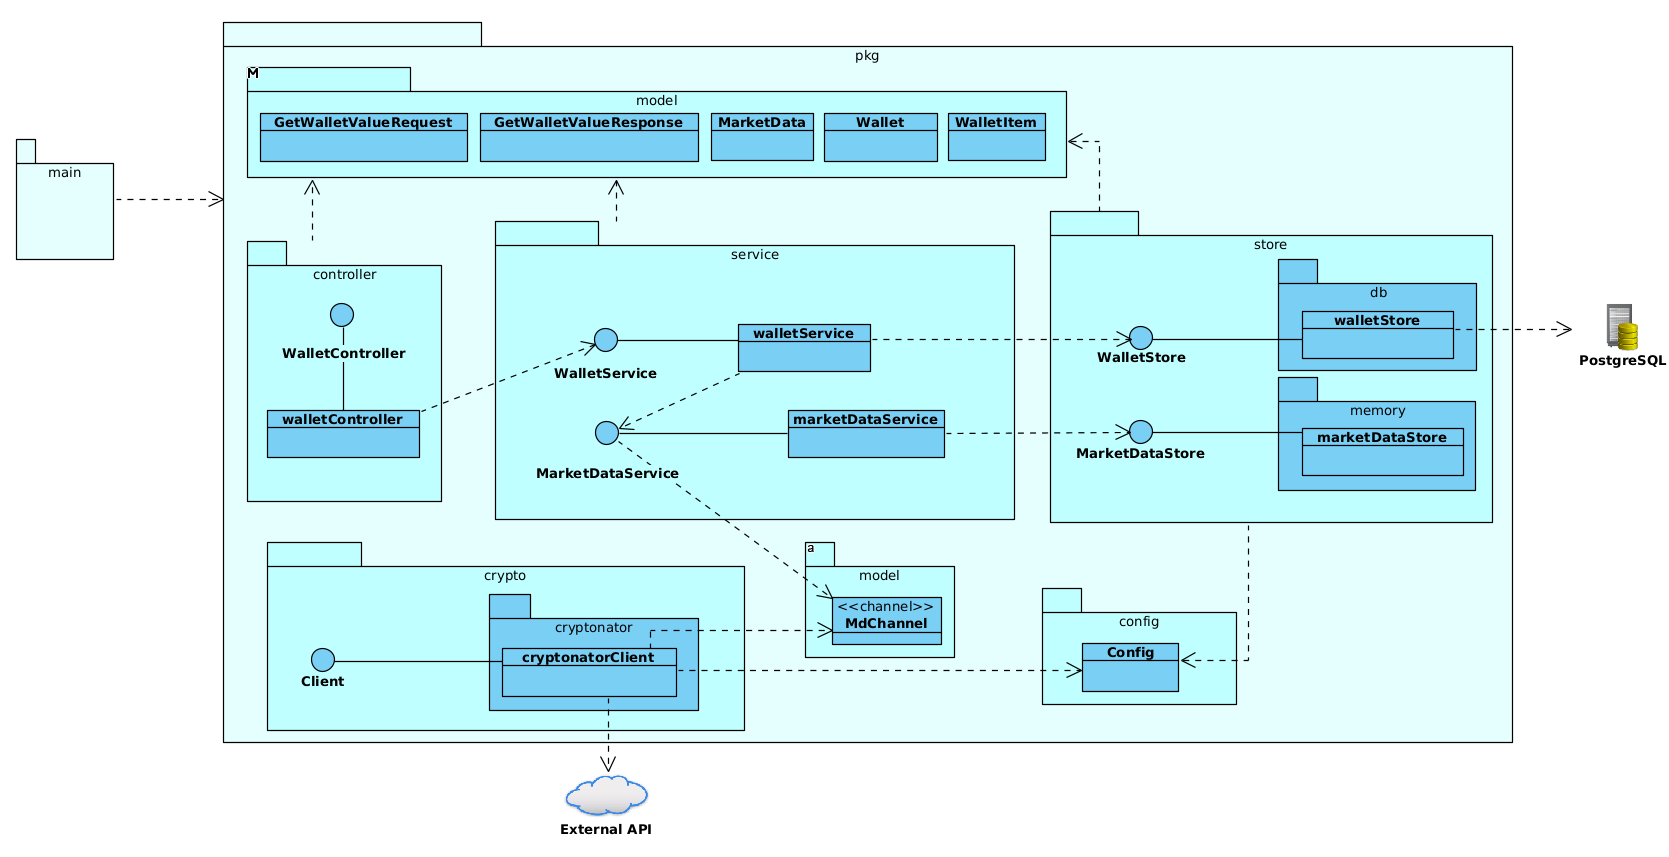 pkg
M
model
GetWalletValueRequest
GetWalletValueResponse
MarketData
Wallet
WalletItem
main
controller
WalletController
walletController
service
walletService
WalletService
marketDataService
MarketDataService
store
db
walletStore
WalletStore
memory
marketDataStore
MarketDataStore
PostgreSQL
crypto
cryptonator
cryptonatorClient
Client
a
model
<<channel>>
MdChannel
config
Config
External API